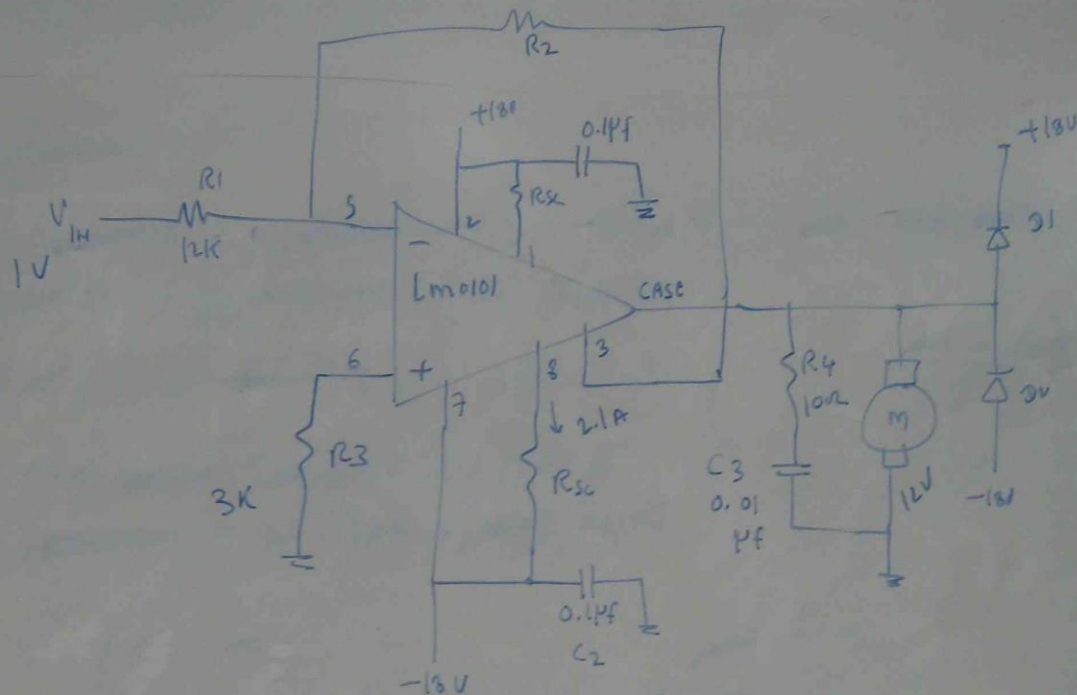 R2
+18V
0.1µf
+18V
R1
5
2
Rsc
D1
VIN
12K
1V
-
1
LM0101
CASE
6
+
8
3
R4
7
10Ω
2.1A
M
R3
Rsc
C3
3K
0.01
12V
-18V
µf
0.1µf
C2
-18V